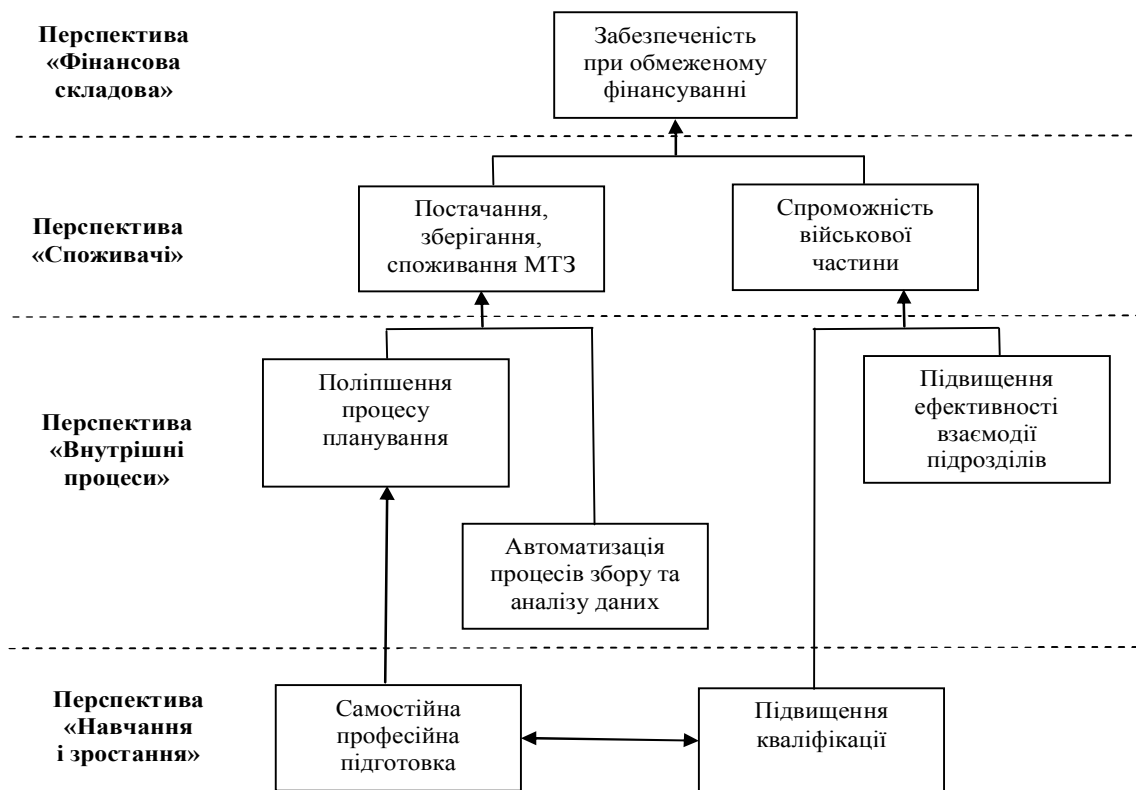 Перспектива
«Фінансова
складова»
Забезпеченість
при обмеженому
фінансуванні
Перспектива
«Споживачі»
Постачання,
зберігання,
споживання МТЗ
Спроможність
військової
частини
Перспектива
«Внутрішні
процеси»
Поліпшення
процесу
планування
Підвищення
ефективності
взаємодії
підрозділів
Автоматизація
процесів збору та
аналізу даних
Перспектива
«Навчання
і зростання»
Самостійна
професійна
підготовка
Підвищення
кваліфікації